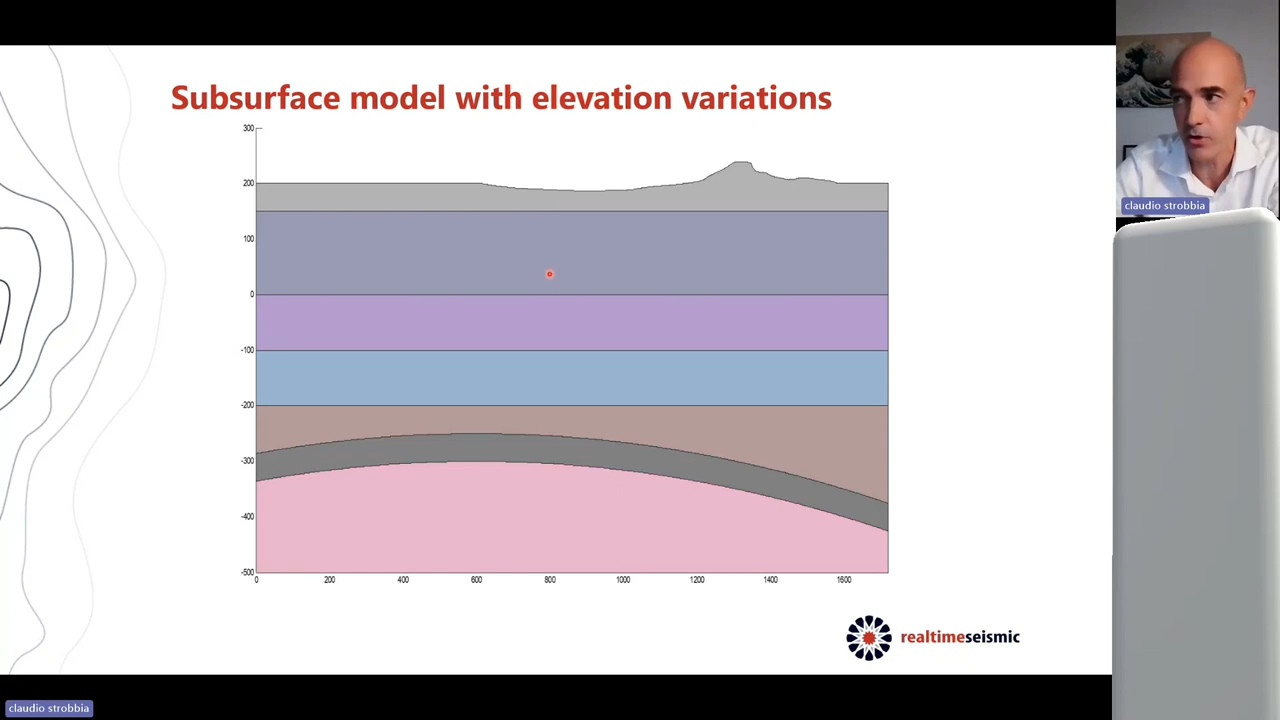 Subsurface model with elevation variations
300
200
100
0
-100
-200
-300
-400
-500
0 200 400 600 800 1000 1200 1400 1600
realtimeseismic
claudio strobbia
claudio strobbia